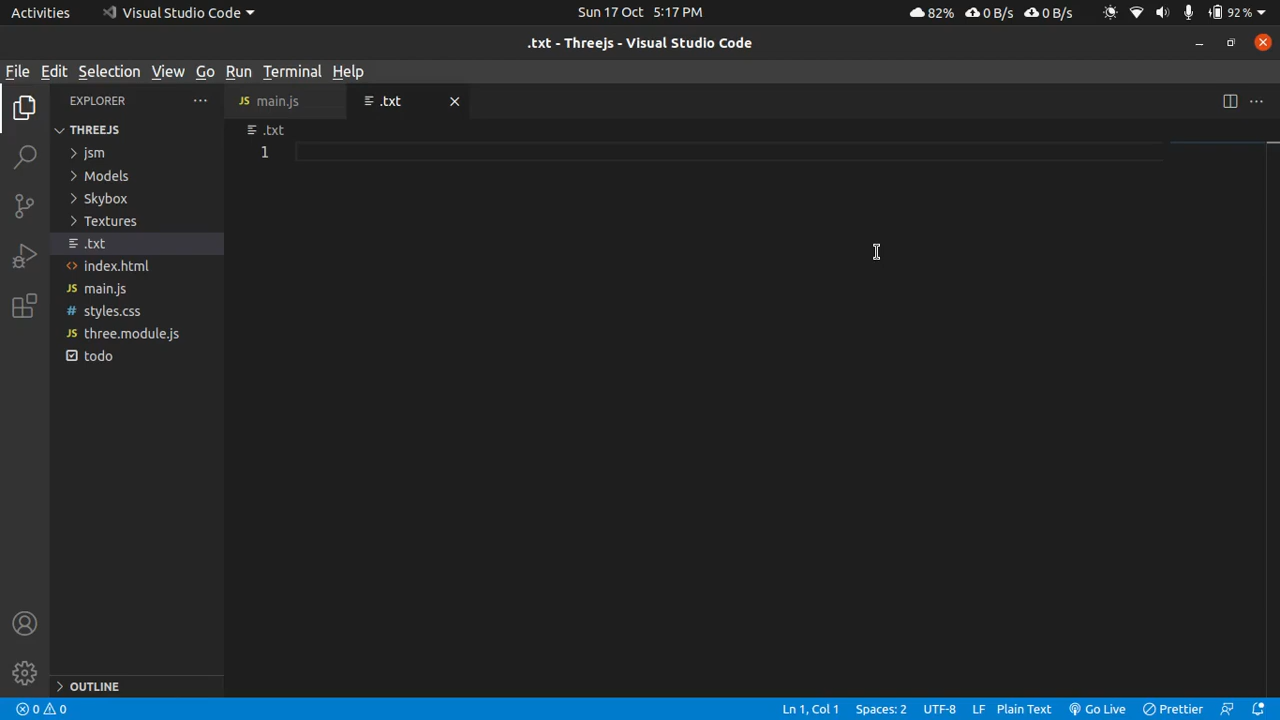 Activities Visual Studio Code Sun 17 Oct 5:17 PM 82% 0 B/s 0 B/s 92 %
.txt - Threejs - Visual Studio Code
File Edit Selection View Go Run Terminal Help
EXPLORER ··· JS main.js .txt
THREEJS .txt
jsm 1
Models
Skybox
Textures
.txt
<> index.html
JS main.js
# styles.css
JS three.module.js
todo
OUTLINE
0 0 Ln 1, Col 1 Spaces: 2 UTF-8 LF Plain Text Go Live Prettier